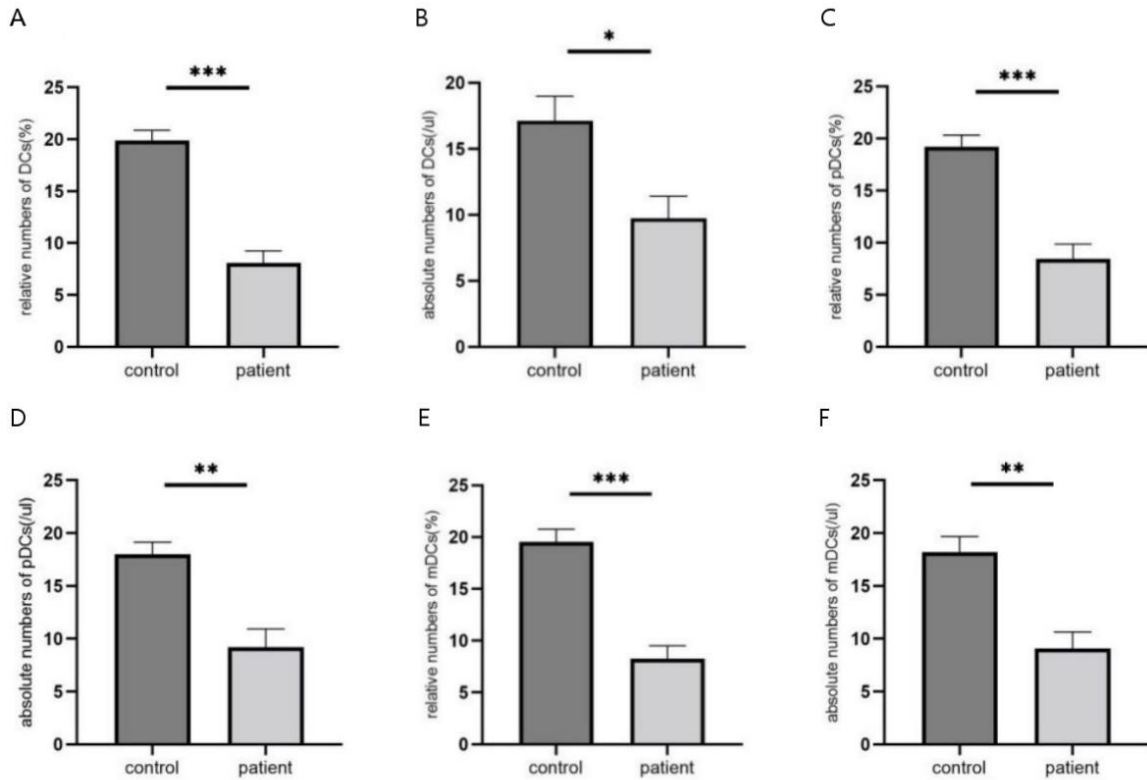 A
relative numbers of DCs(%)
25
20
15
10
5
0
***
control patient
B
absolute numbers of DCs(/ul)
20
15
10
5
0
*
control patient
C
relative numbers of pDCs(%)
25
20
15
10
5
0
***
control patient
D
absolute numbers of pDCs(/ul)
25
20
15
10
5
0
**
control patient
E
relative numbers of mDCs(%)
25
20
15
10
5
0
***
control patient
F
absolute numbers of mDCs(/ul)
25
20
15
10
5
0
**
control patient